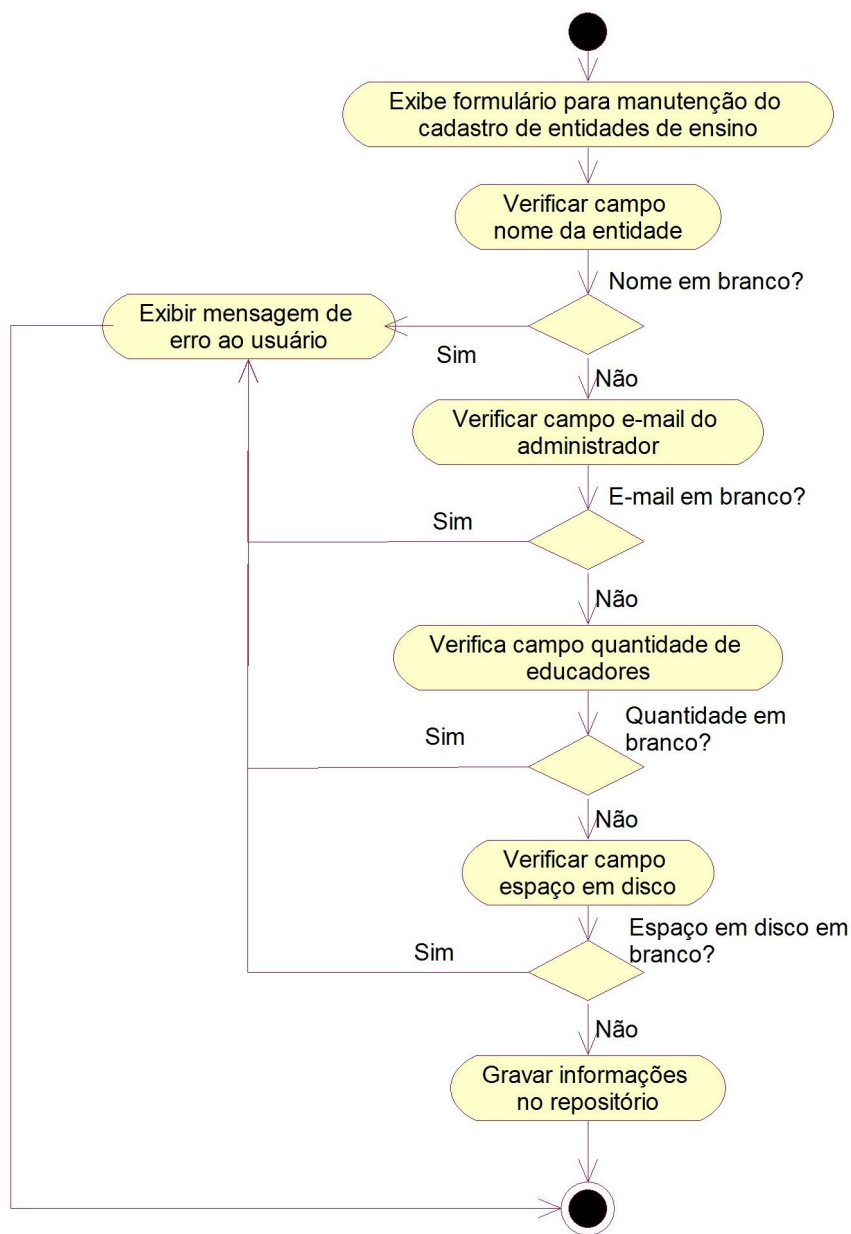 Exibe formulário para manutenção do
cadastro de entidades de ensino
Verificar campo
nome da entidade
Nome em branco?
Exibir mensagem de
erro ao usuário
Sim
Não
Verificar campo e-mail do
administrador
E-mail em branco?
Sim
Não
Verifica campo quantidade de
educadores
Quantidade em
branco?
Sim
Não
Verificar campo
espaço em disco
Espaço em disco em
branco?
Sim
Não
Gravar informações
no repositório